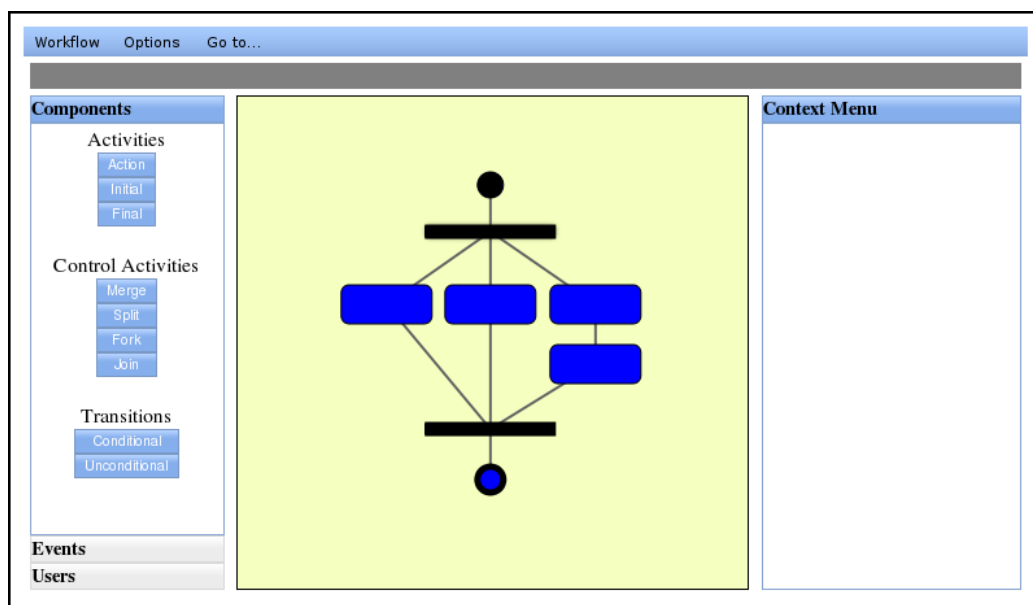 Workflow Options Go to...
Components
Activities
Action
Initial
Final
Control Activities
Merge
Split
Fork
Join
Transitions
Conditional
Unconditional
Events
Users
Context Menu